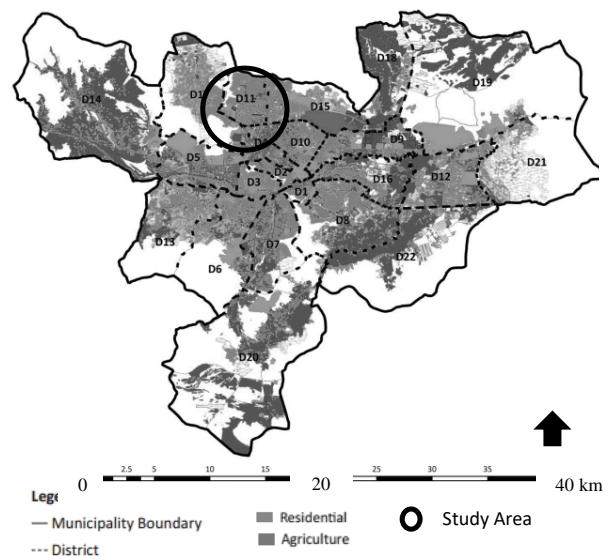 D18
D19
D14
D1
D11
D15
D10
D9
D5
D21
D2
D3
D16
D12
D1
D8
D13
D7
D22
D6
D20
0 2.5 5 10 15 20 25 30 35 40 km
Lege
Municipality Boundary
District
Residential
Agriculture
Study Area